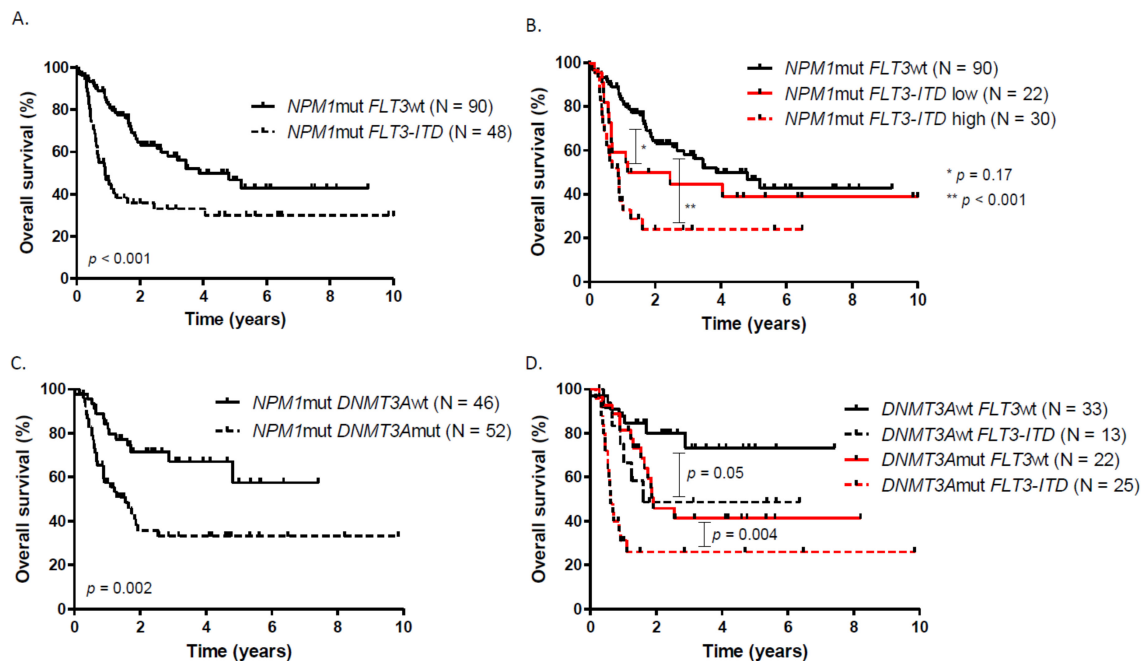 A.
Overall survival (%)
100
80
60
40
20
0
NPM1mut FLT3wt (N = 90)
NPM1mut FLT3-ITD (N = 48)
p < 0.001
0 2 4 6 8 10
Time (years)
B.
Overall survival (%)
100
80
60
40
20
0
NPM1mut FLT3wt (N = 90)
NPM1mut FLT3-ITD low (N = 22)
NPM1mut FLT3-ITD high (N = 30)
*
**
* p = 0.17
** p < 0.001
0 2 4 6 8 10
Time (years)
C.
Overall survival (%)
100
80
60
40
20
0
NPM1mut DNMT3Awt (N = 46)
NPM1mut DNMT3Amut (N = 52)
p = 0.002
0 2 4 6 8 10
Time (years)
D.
Overall survival (%)
100
80
60
40
20
0
DNMT3Awt FLT3wt (N = 33)
DNMT3Awt FLT3-ITD (N = 13)
DNMT3Amut FLT3wt (N = 22)
DNMT3Amut FLT3-ITD (N = 25)
p = 0.05
p = 0.004
0 2 4 6 8 10
Time (years)